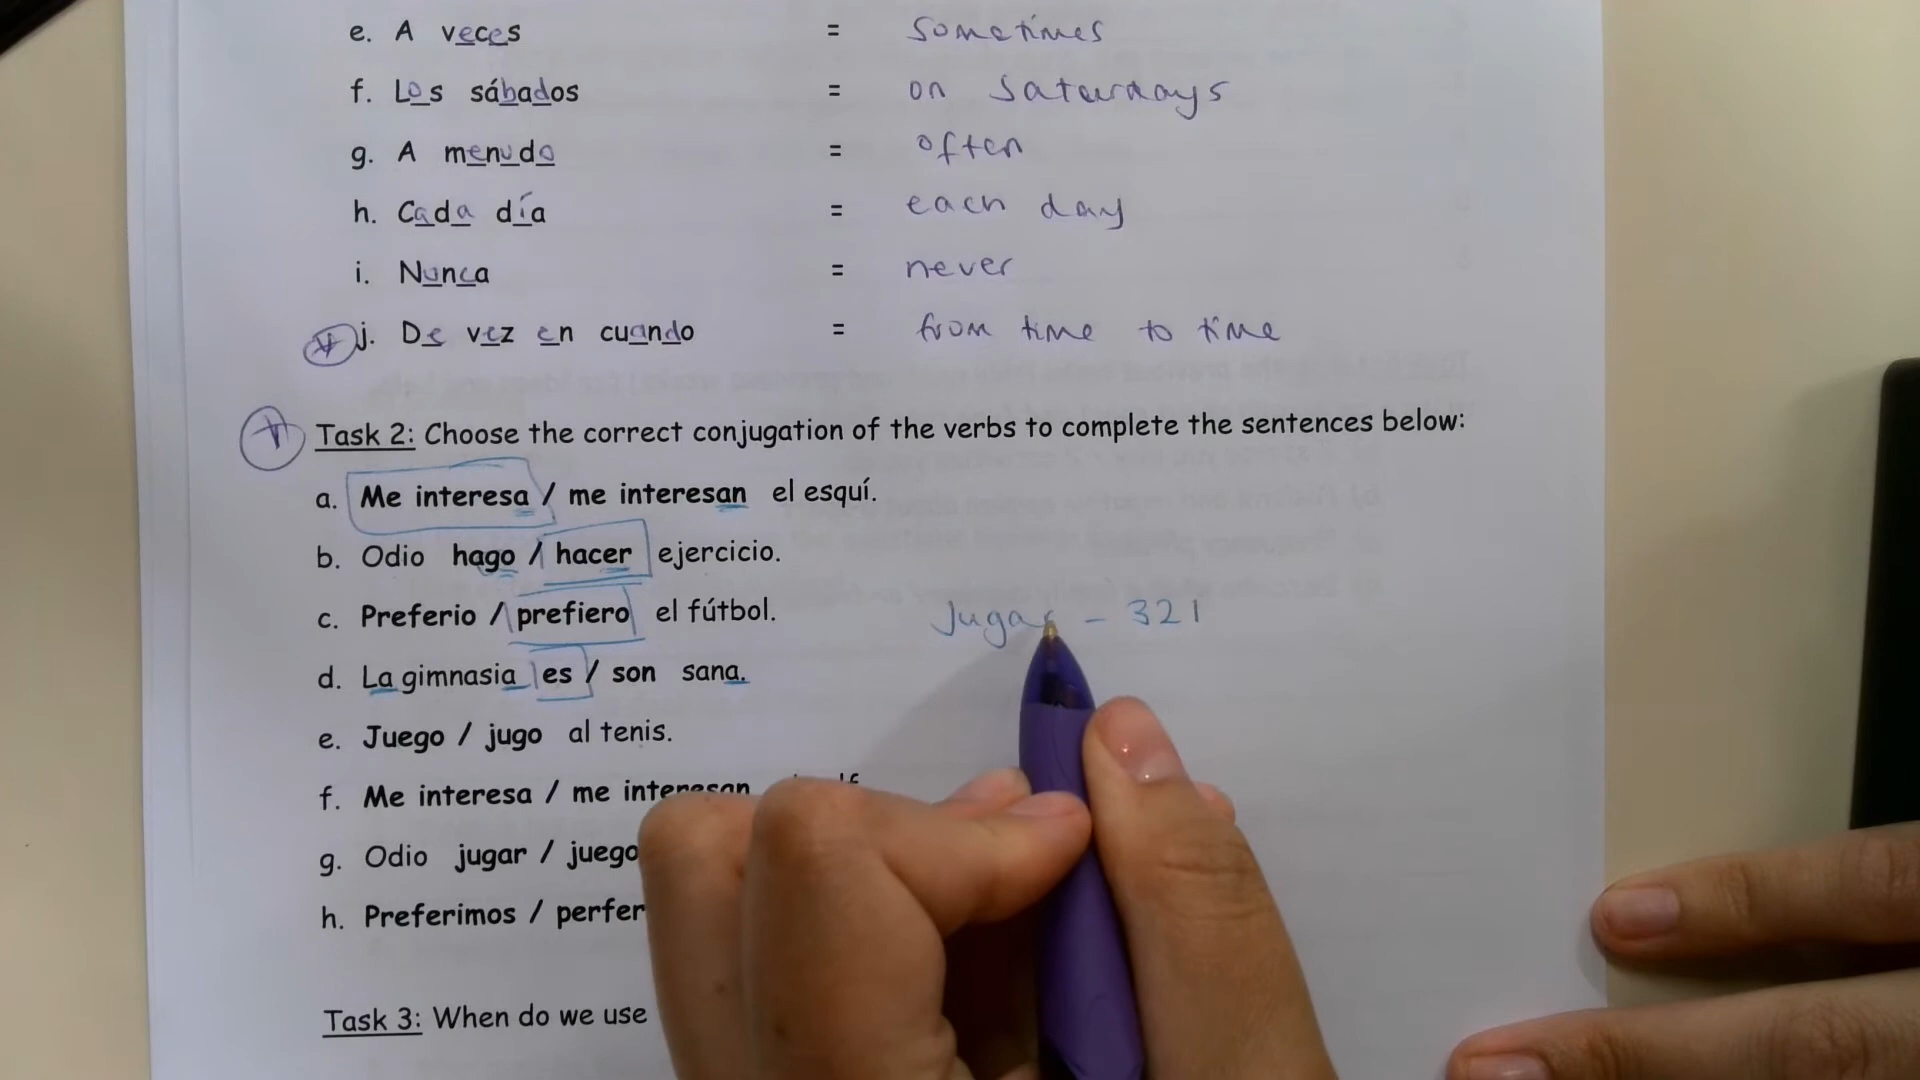 e. A veces = sometimes
f. Los sábados = on Saturdays
g. A menudo = often
h. Cada día = each day
i. Nunca = never
j. De vez en cuando = from time to time
Task 2: Choose the correct conjugation of the verbs to complete the sentences below:
a. Me interesa / me interesan el esquí.
b. Odio hago / hacer ejercicio.
c. Preferio / prefiero el fútbol.
Jugar - 321
d. La gimnasia es / son sana.
e. Juego / jugo al tenis.
f. Me interesa / me interesan
g. Odio jugar / juego
h. Preferimos / perfer
Task 3: When do we use